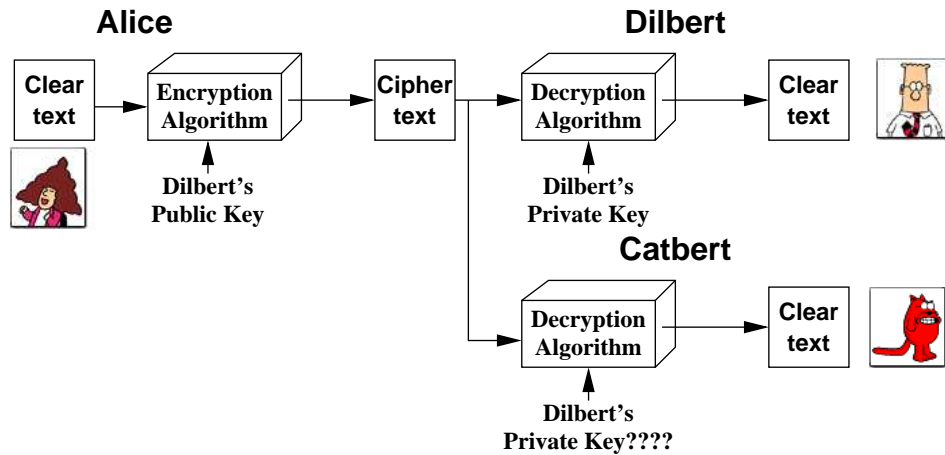 Alice
Dilbert
Clear
text
Encryption
Algorithm
Cipher
text
Decryption
Algorithm
Clear
text
Dilbert's
Public Key
Dilbert's
Private Key
Catbert
Decryption
Algorithm
Clear
text
Dilbert's
Private Key????